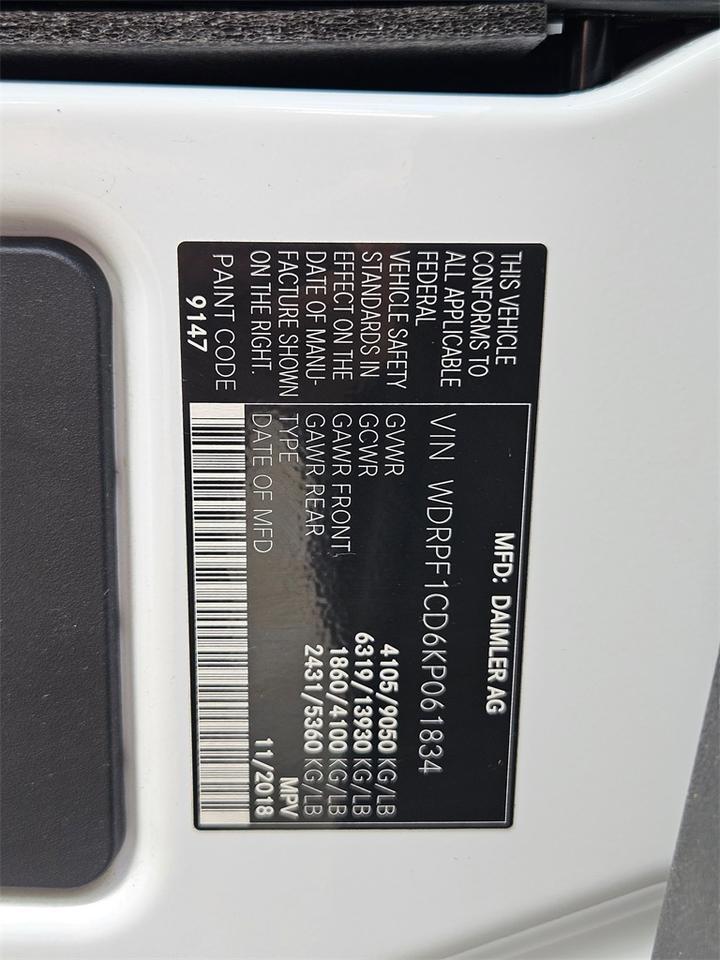 MFD: DAIMLER AG
THIS VEHICLE
CONFORMS TO
ALL APPLICABLE
FEDERAL
VEHICLE SAFETY
STANDARDS IN
EFFECT ON THE
DATE OF MANU-
FACTURE SHOWN
ON THE RIGHT.
PAINT CODE
9147
VIN WDRPF1CD6KP061834
GVWR 4105/9050 KG/LB
GCWR 6319/13930 KG/LB
GAWR FRONT 1860/4100 KG/LB
GAWR REAR 2431/5360 KG/LB
TYPE MPV
DATE OF MFD 11/2018